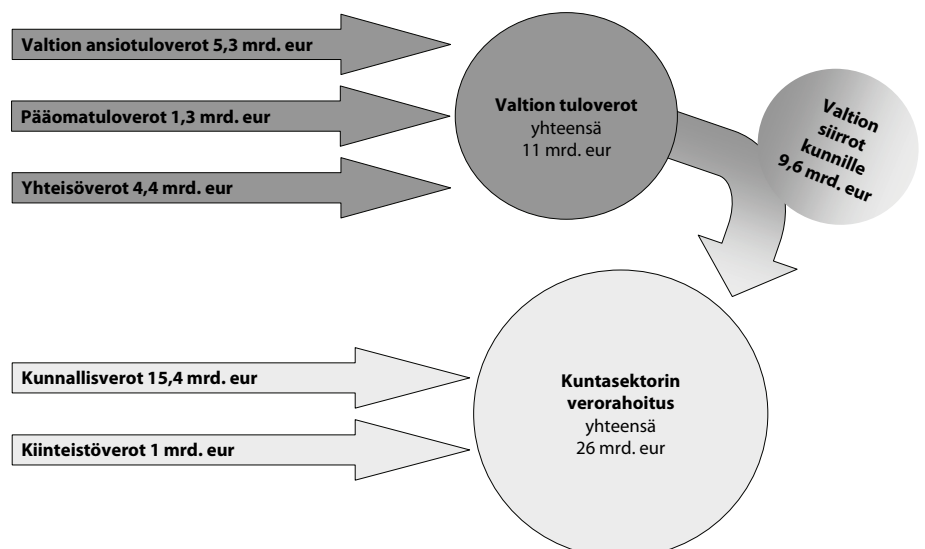 Valtion ansiotuloverot 5,3 mrd. eur
Pääomatuloverot 1,3 mrd. eur
Yhteisöverot 4,4 mrd. eur
Valtion tuloverot
yhteensä
11 mrd. eur
Valtion
siirrot
kunnille
9,6 mrd. eur
Kunnallisverot 15,4 mrd. eur
Kiinteistöverot 1 mrd. eur
Kuntasektorin
verorahoitus
yhteensä
26 mrd. eur